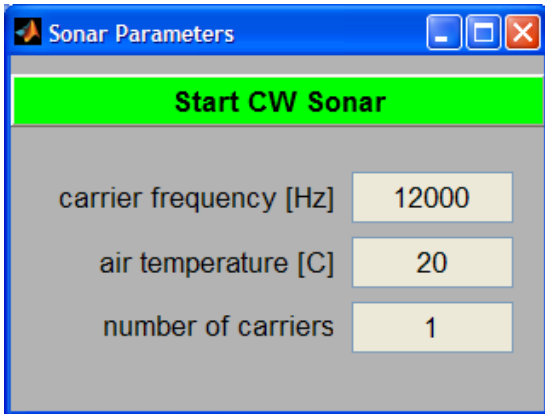 Sonar Parameters
Start CW Sonar
carrier frequency [Hz] 12000
air temperature [C] 20
number of carriers 1